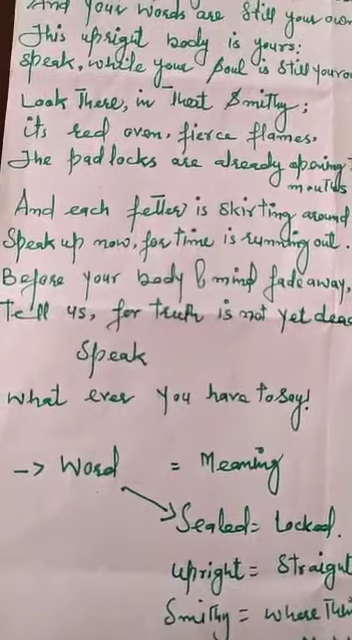 And your words are still your own
This upright body is yours;
speak, while your soul is still your ow
Look There, in That Smithy;
its red oven, fierce flames.
The padlocks are already opening
mouths
And each fetter is skirting around
Speak up now, for time is running out.
Before your body & mind fade away,
Tell us, for truth is not yet dead
Speak
What ever you have to say!
-> Word = Meaning
Sealed = Locked.
upright = Straight
Smithy = where